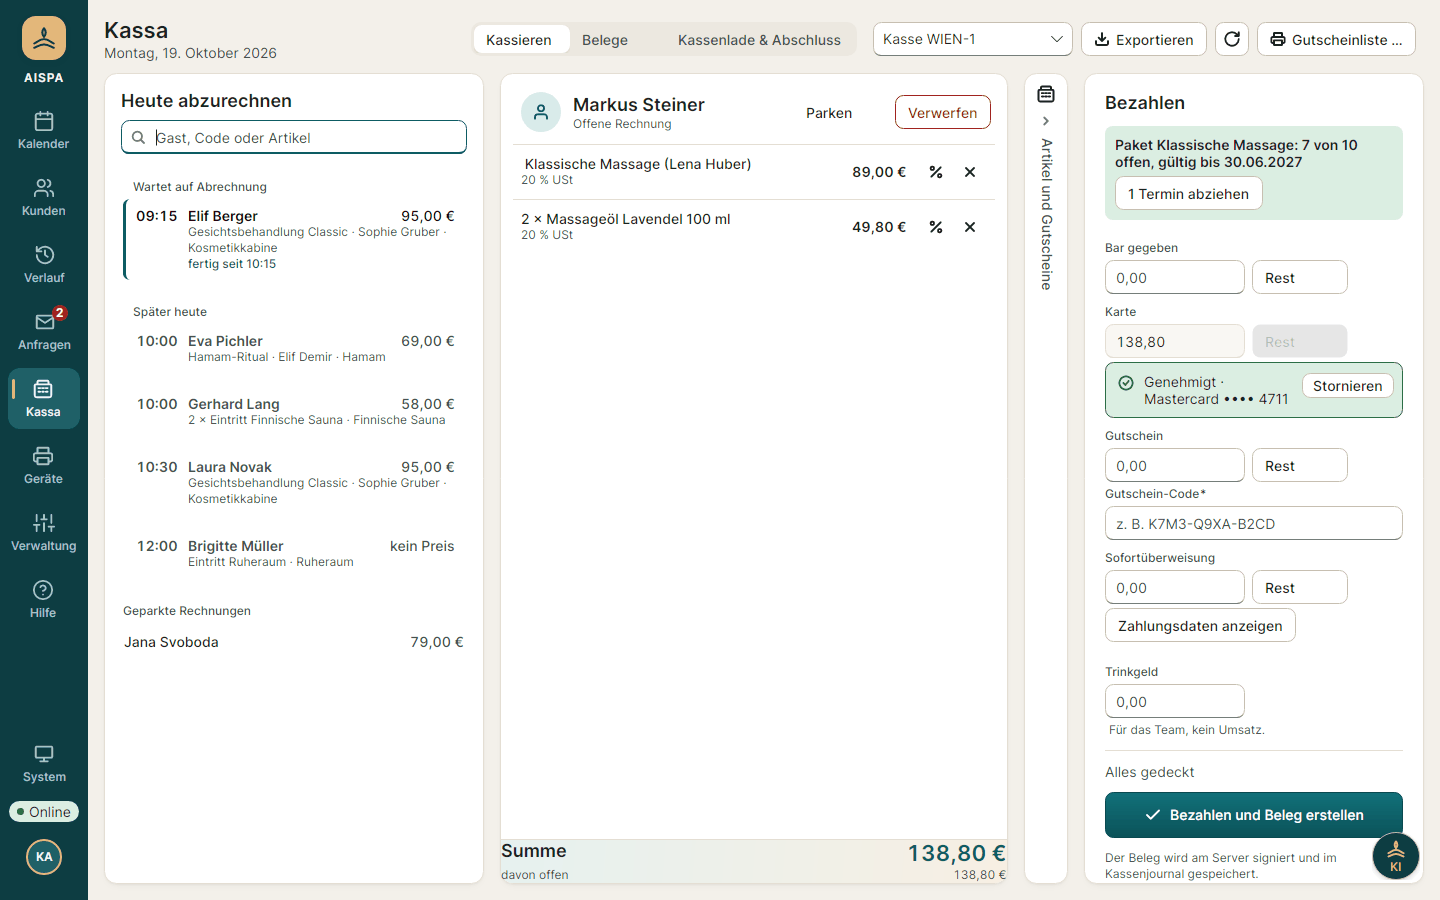 AISPA
Kalender
Kunden
Verlauf
2
Anfragen
Kassa
Geräte
Verwaltung
Hilfe
System
Online
KA
Kassa
Montag, 19. Oktober 2026
Kassieren
Belege
Kassenlade & Abschluss
Kasse WIEN-1
Exportieren
Gutscheinliste ...
Heute abzurechnen
Gast, Code oder Artikel
Wartet auf Abrechnung
09:15 Elif Berger 95,00 €
Gesichtsbehandlung Classic · Sophie Gruber ·
Kosmetikkabine
fertig seit 10:15
Später heute
10:00 Eva Pichler 69,00 €
Hamam-Ritual · Elif Demir · Hamam
10:00 Gerhard Lang 58,00 €
2 × Eintritt Finnische Sauna · Finnische Sauna
10:30 Laura Novak 95,00 €
Gesichtsbehandlung Classic · Sophie Gruber ·
Kosmetikkabine
12:00 Brigitte Müller kein Preis
Eintritt Ruheraum · Ruheraum
Geparkte Rechnungen
Jana Svoboda 79,00 €
Markus Steiner
Offene Rechnung
Parken
Verwerfen
Klassische Massage (Lena Huber)
20 % USt
89,00 €
2 × Massageöl Lavendel 100 ml
20 % USt
49,80 €
Summe 138,80 €
davon offen 138,80 €
Artikel und Gutscheine
Bezahlen
Paket Klassische Massage: 7 von 10
offen, gültig bis 30.06.2027
1 Termin abziehen
Bar gegeben
0,00 Rest
Karte
138,80 Rest
Genehmigt ·
Mastercard •••• 4711
Stornieren
Gutschein
0,00 Rest
Gutschein-Code*
z. B. K7M3-Q9XA-B2CD
Sofortüberweisung
0,00 Rest
Zahlungsdaten anzeigen
Trinkgeld
0,00
Für das Team, kein Umsatz.
Alles gedeckt
Bezahlen und Beleg erstellen
Der Beleg wird am Server signiert und im
Kassenjournal gespeichert.
KI